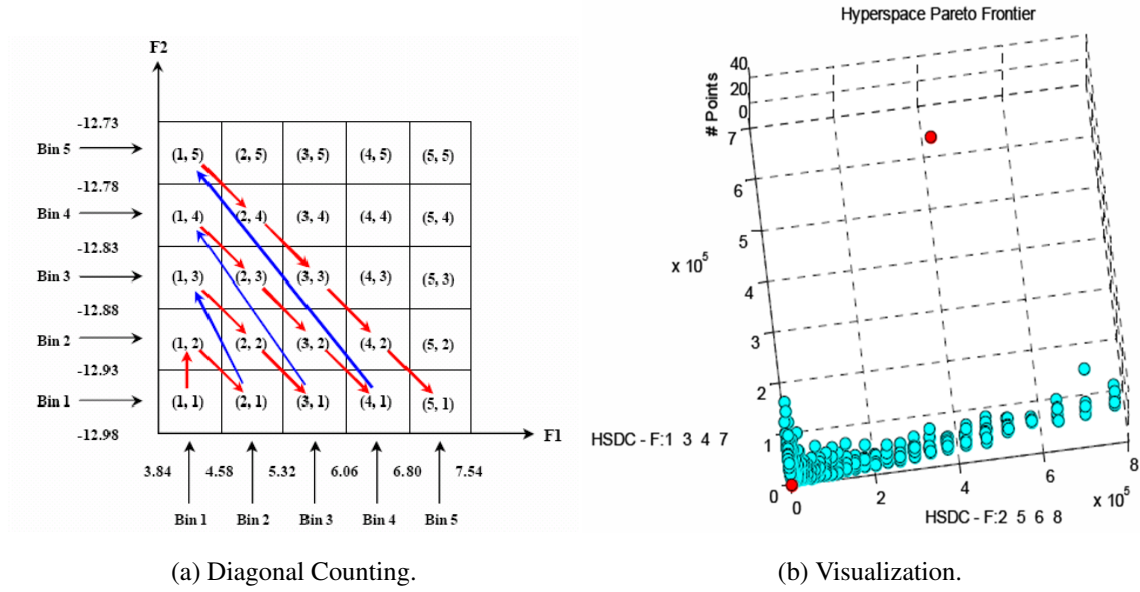 F2
-12.73
Bin 5 (1, 5) (2, 5) (3, 5) (4, 5) (5, 5)
-12.78
Bin 4 (1, 4) (2, 4) (3, 4) (4, 4) (5, 4)
-12.83
Bin 3 (1, 3) (2, 3) (3, 3) (4, 3) (5, 3)
-12.88
Bin 2 (1, 2) (2, 2) (3, 2) (4, 2) (5, 2)
-12.93
Bin 1 (1, 1) (2, 1) (3, 1) (4, 1) (5, 1)
-12.98
F1
3.84 4.58 5.32 6.06 6.80 7.54
Bin 1 Bin 2 Bin 3 Bin 4 Bin 5
(a) Diagonal Counting.
Hyperspace Pareto Frontier
# Points
40
20
0
7
6
5
x 10^5
4
3
2
1
0
HSDC - F:1 3 4 7
0 2 4 6 8
x 10^5
HSDC - F:2 5 6 8
(b) Visualization.